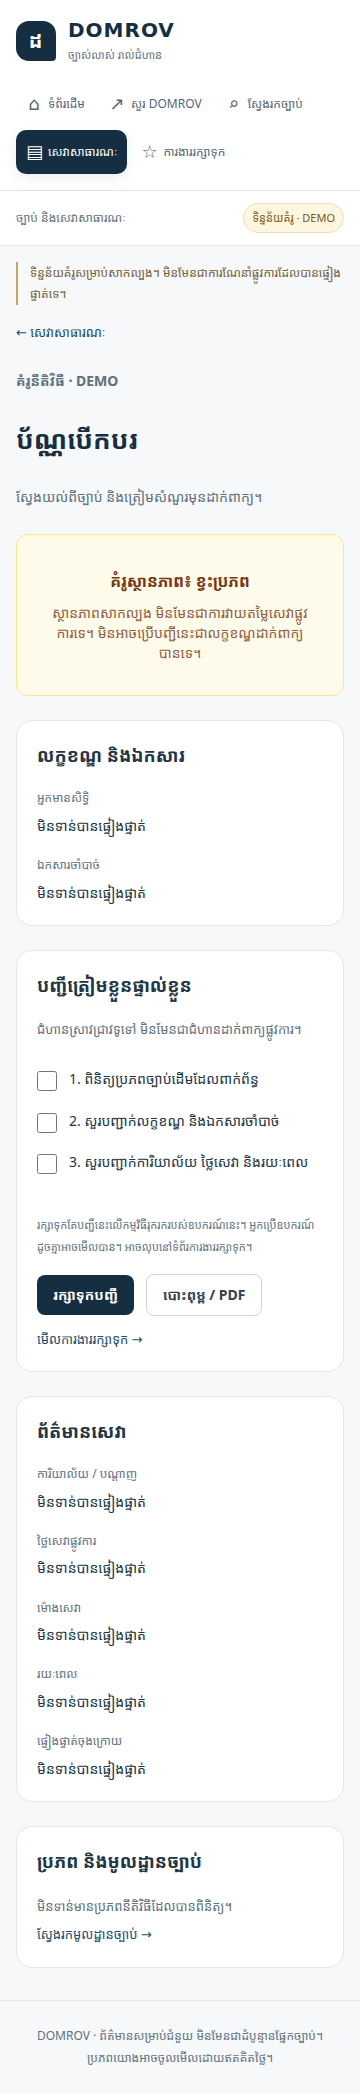 ដ
DOMROV
ច្បាស់លាស់ រាល់ជំហាន
ទំព័រដើម
សួរ DOMROV
ស្វែងរកច្បាប់
សេវាសាធារណៈ
ការងាររក្សាទុក
ច្បាប់ និងសេវាសាធារណៈ
ទិន្នន័យគំរូ · DEMO
ទិន្នន័យគំរូសម្រាប់សាកល្បង។ មិនមែនជាការណែនាំផ្លូវការដែលបានផ្ទៀង
ផ្ទាត់ទេ។
← សេវាសាធារណៈ
គំរូនីតិវិធី · DEMO
ប័ណ្ណបើកបរ
ស្វែងយល់ពីច្បាប់ និងត្រៀមសំណួរមុនដាក់ពាក្យ។
គំរូស្ថានភាព៖ ខ្វះប្រភព
ស្ថានភាពសាកល្បង មិនមែនជាការវាយតម្លៃសេវាផ្លូវ
ការទេ។ មិនអាចប្រើបញ្ជីនេះជាលក្ខខណ្ឌដាក់ពាក្យ
បានទេ។
លក្ខខណ្ឌ និងឯកសារ
អ្នកមានសិទ្ធិ
មិនទាន់បានផ្ទៀងផ្ទាត់
ឯកសារចាំបាច់
មិនទាន់បានផ្ទៀងផ្ទាត់
បញ្ជីត្រៀមខ្លួនផ្ទាល់ខ្លួន
ជំហានស្រាវជ្រាវទូទៅ មិនមែនជាជំហានដាក់ពាក្យផ្លូវការ។
1. ពិនិត្យប្រភពច្បាប់ដើមដែលពាក់ព័ន្ធ
2. សួរបញ្ជាក់លក្ខខណ្ឌ និងឯកសារចាំបាច់
3. សួរបញ្ជាក់ការិយាល័យ ថ្លៃសេវា និងរយៈពេល
រក្សាទុកតែបញ្ជីនេះលើកម្មវិធីរុករករបស់ឧបករណ៍នេះ។ អ្នកប្រើឧបករណ៍
ដូចគ្នាអាចមើលបាន។ អាចលុបនៅទំព័រការងាររក្សាទុក។
រក្សាទុកបញ្ជី
បោះពុម្ព / PDF
មើលការងាររក្សាទុក →
ព័ត៌មានសេវា
ការិយាល័យ / បណ្តាញ
មិនទាន់បានផ្ទៀងផ្ទាត់
ថ្លៃសេវាផ្លូវការ
មិនទាន់បានផ្ទៀងផ្ទាត់
ម៉ោងសេវា
មិនទាន់បានផ្ទៀងផ្ទាត់
រយៈពេល
មិនទាន់បានផ្ទៀងផ្ទាត់
ផ្ទៀងផ្ទាត់ចុងក្រោយ
មិនទាន់បានផ្ទៀងផ្ទាត់
ប្រភព និងមូលដ្ឋានច្បាប់
មិនទាន់មានប្រភពនីតិវិធីដែលបានពិនិត្យ។
ស្វែងរកមូលដ្ឋានច្បាប់ →
DOMROV · ព័ត៌មានសម្រាប់ជំនួយ មិនមែនជាដំបូន្មានផ្នែកច្បាប់។
ប្រភពយោងអាចចូលមើលដោយឥតគិតថ្លៃ។